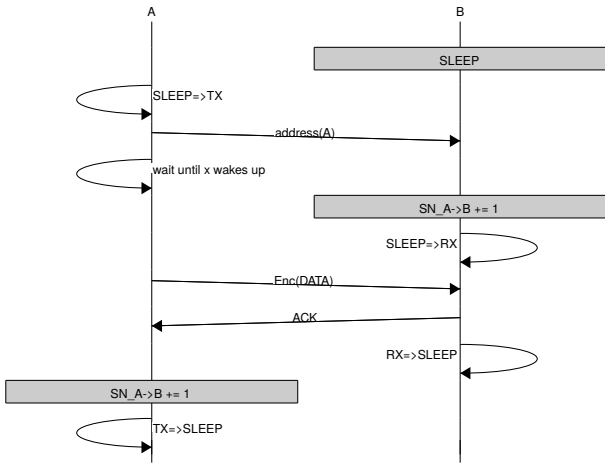 A
B
SLEEP
SLEEP=>TX
address(A)
wait until x wakes up
SN_A->B += 1
SLEEP=>RX
Enc(DATA)
ACK
RX=>SLEEP
SN_A->B += 1
TX=>SLEEP